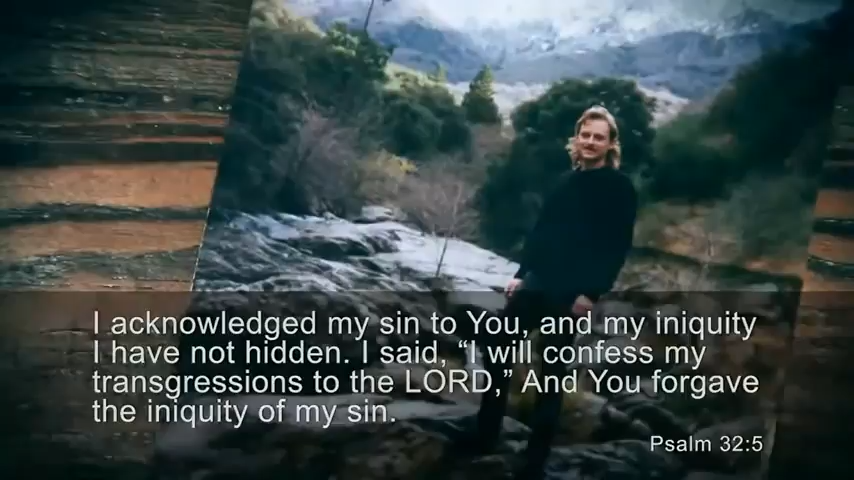 I acknowledged my sin to You, and my iniquity
I have not hidden. I said, “I will confess my
transgressions to the LORD,” And You forgave
the iniquity of my sin.
Psalm 32:5